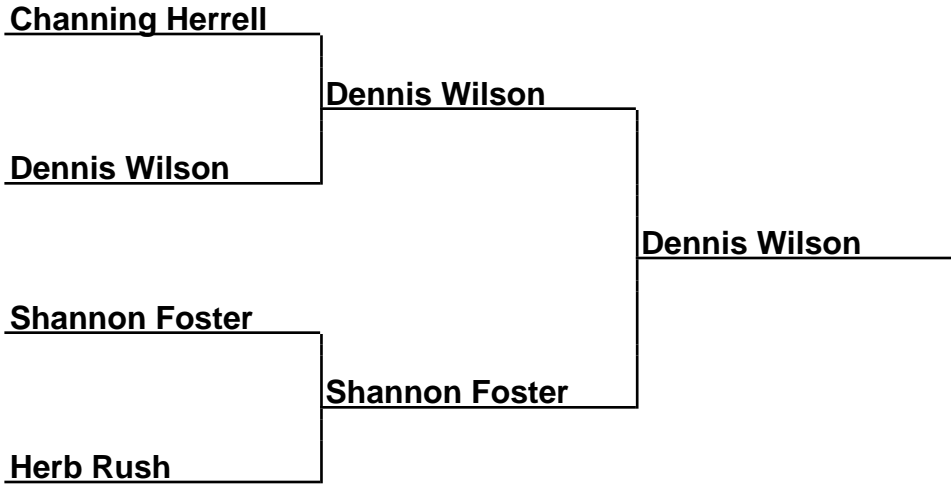 Channing Herrell
Dennis Wilson
Dennis Wilson
Dennis Wilson
Shannon Foster
Shannon Foster
Herb Rush